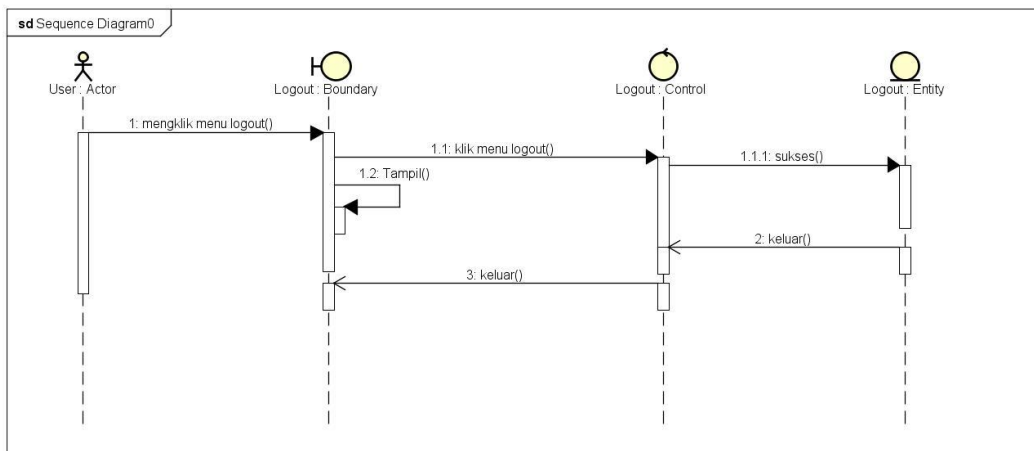 sd Sequence Diagram0
User : Actor
Logout : Boundary
Logout : Control
Logout : Entity
1: mengklik menu logout()
1.1: klik menu logout()
1.1.1: sukses()
1.2: Tampil()
2: keluar()
3: keluar()